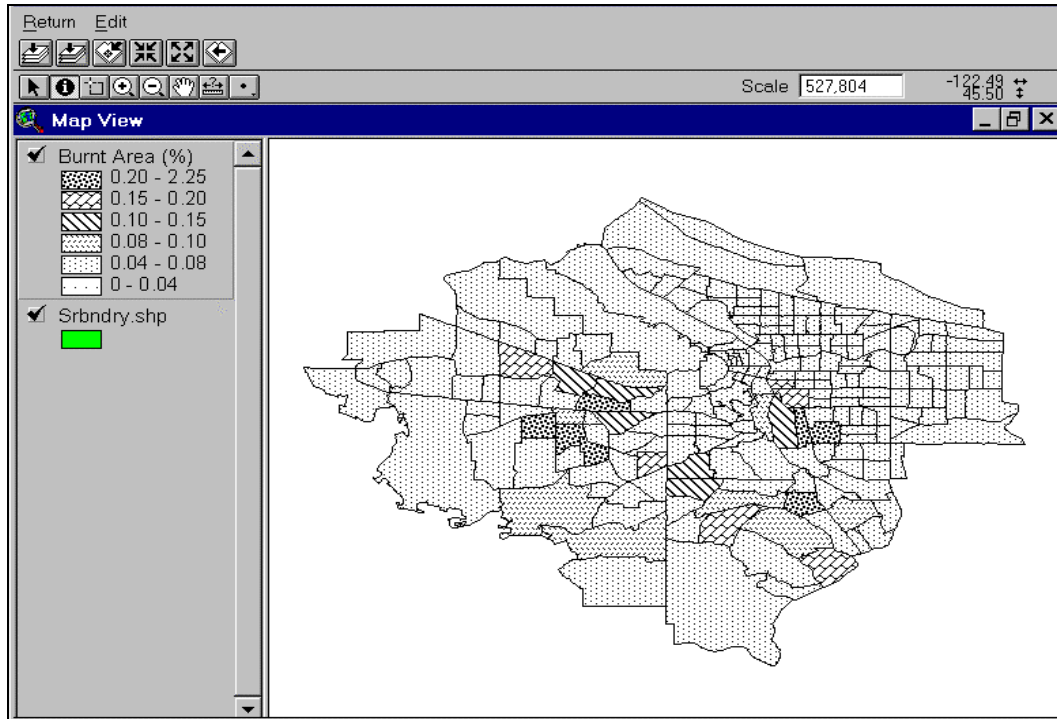 Return Edit
Scale 527,804
-122.49
45.50
Map View
Burnt Area (%)
0.20 - 2.25
0.15 - 0.20
0.10 - 0.15
0.08 - 0.10
0.04 - 0.08
0 - 0.04
Srbndry.shp